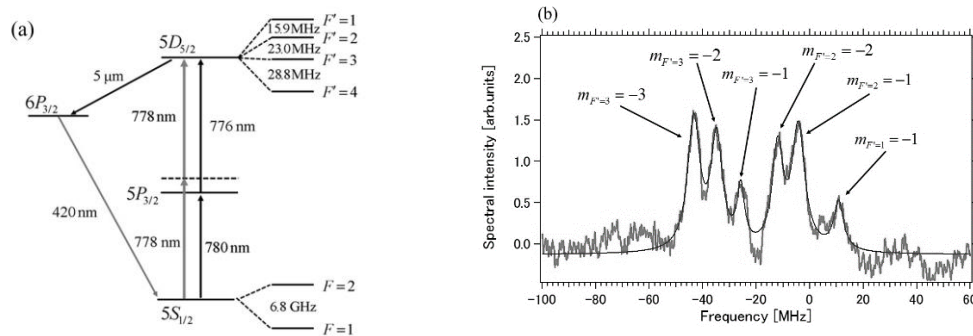 (a)
5D5/2
15.9MHz
23.0MHz
28.8MHz
F'=1
F'=2
F'=3
F'=4
5 μm
6P3/2
778 nm
776 nm
5P3/2
420 nm
778 nm
780 nm
5S1/2
6.8 GHz
F=2
F=1
(b)
Spectral intensity [arb.units]
2.5
2.0
1.5
1.0
0.5
0.0
mF'=3 = −3
mF'=3 = −2
mF'=3 = −1
mF'=2 = −2
mF'=2 = −1
mF'=1 = −1
-100 -80 -60 -40 -20 0 20 40 60
Frequency [MHz]